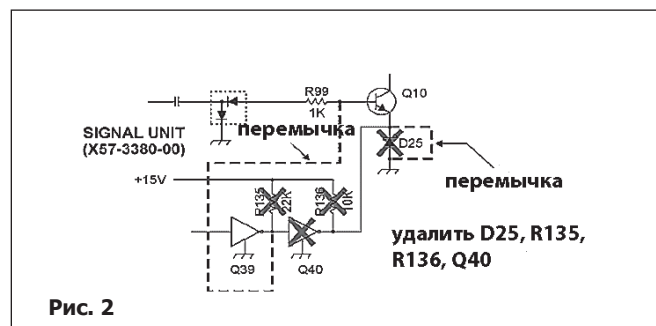 R99
1K
Q10
SIGNAL UNIT
(X57-3380-00)
перемычка
D25
перемычка
+15V
R135
22K
R136
10K
удалить D25, R135,
R136, Q40
Q39
Q40
Рис. 2